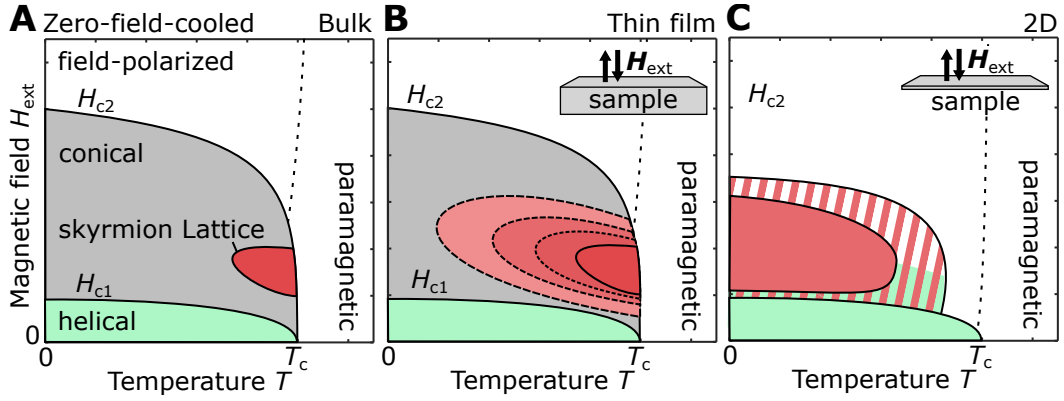 A Zero-field-cooled Bulk
Magnetic field Hext
field-polarized
Hc2
conical
skyrmion Lattice
Hc1
helical
paramagnetic
0
0
Tc
Temperature T
B Thin film
Hext
sample
Hc2
Hc1
paramagnetic
0
Tc
Temperature T
C 2D
Hext
sample
Hc2
paramagnetic
0
Tc
Temperature T